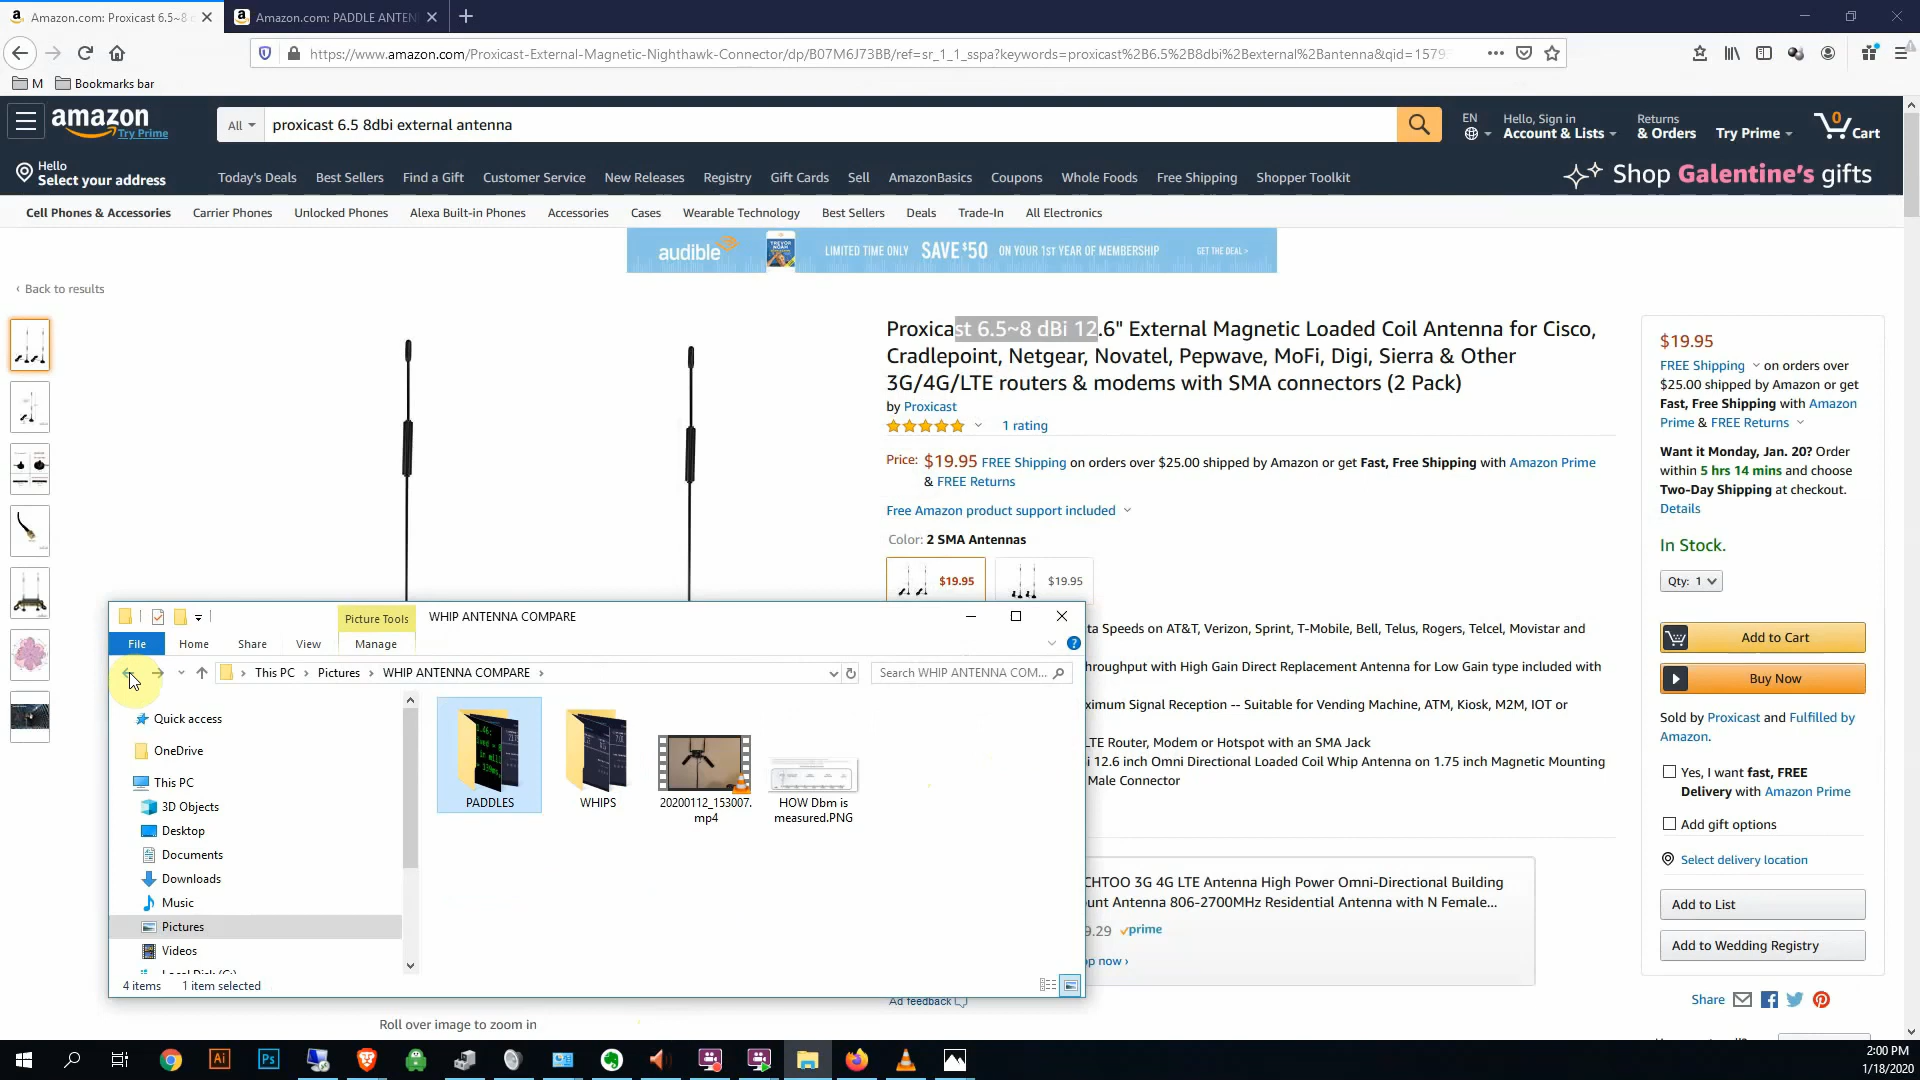 Amazon.com: Proxicast 6.5~8
Amazon.com: PADDLE ANTEN
https://www.amazon.com/Proxicast-External-Magnetic-Nighthawk-Connector/dp/B07M6J73BB/ref=sr_1_1_sspa?keywords=proxicast%2B6.5%2B8dbi%2Bexternal%2Bantenna&qid=1579
M
Bookmarks bar
amazon
Try Prime
All
proxicast 6.5 8dbi external antenna
EN
Hello, Sign in
Account & Lists
Returns
& Orders
Try Prime
0
Cart
Hello
Select your address
Today's Deals
Best Sellers
Find a Gift
Customer Service
New Releases
Registry
Gift Cards
Sell
AmazonBasics
Coupons
Whole Foods
Free Shipping
Shopper Toolkit
Shop Galentine's gifts
Cell Phones & Accessories
Carrier Phones
Unlocked Phones
Alexa Built-in Phones
Accessories
Cases
Wearable Technology
Best Sellers
Deals
Trade-In
All Electronics
audible
TREVOR NOAH
LIMITED TIME ONLY SAVE $50 ON YOUR 1ST YEAR OF MEMBERSHIP
GET THE DEAL >
‹ Back to results
Proxicast 6.5~8 dBi 12.6" External Magnetic Loaded Coil Antenna for Cisco,
Cradlepoint, Netgear, Novatel, Pepwave, MoFi, Digi, Sierra & Other
3G/4G/LTE routers & modems with SMA connectors (2 Pack)
by Proxicast
1 rating
Price: $19.95 FREE Shipping on orders over $25.00 shipped by Amazon or get Fast, Free Shipping with Amazon Prime
& FREE Returns
Free Amazon product support included
Color: 2 SMA Antennas
$19.95
$19.95
ta Speeds on AT&T, Verizon, Sprint, T-Mobile, Bell, Telus, Rogers, Telcel, Movistar and
hroughput with High Gain Direct Replacement Antenna for Low Gain type included with
ximum Signal Reception -- Suitable for Vending Machine, ATM, Kiosk, M2M, IOT or
LTE Router, Modem or Hotspot with an SMA Jack
i 12.6 inch Omni Directional Loaded Coil Whip Antenna on 1.75 inch Magnetic Mounting
Male Connector
CHTOO 3G 4G LTE Antenna High Power Omni-Directional Building
unt Antenna 806-2700MHz Residential Antenna with N Female...
9.29 prime
op now ›
Ad feedback
Roll over image to zoom in
$19.95
FREE Shipping on orders over
$25.00 shipped by Amazon or get
Fast, Free Shipping with Amazon
Prime & FREE Returns
Want it Monday, Jan. 20? Order
within 5 hrs 14 mins and choose
Two-Day Shipping at checkout.
Details
In Stock.
Qty: 1
Add to Cart
Buy Now
Sold by Proxicast and Fulfilled by
Amazon.
Yes, I want fast, FREE
Delivery with Amazon Prime
Add gift options
Select delivery location
Add to List
Add to Wedding Registry
Share
Picture Tools
WHIP ANTENNA COMPARE
File
Home
Share
View
Manage
This PC
Pictures
WHIP ANTENNA COMPARE
Search WHIP ANTENNA COM...
Quick access
OneDrive
This PC
3D Objects
Desktop
Documents
Downloads
Music
Pictures
Videos
Local Disk (C:)
PADDLES
WHIPS
20200112_153007.
mp4
HOW Dbm is
measured.PNG
4 items
1 item selected
Ai
Ps
2:00 PM
1/18/2020